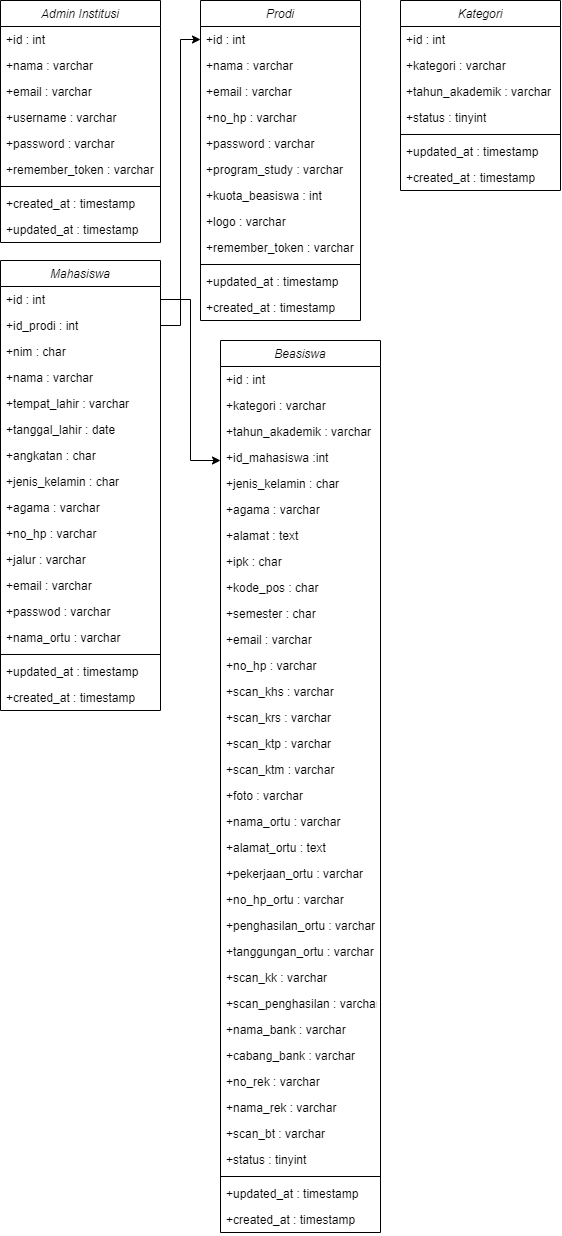 Admin Institusi
+id : int
+nama : varchar
+email : varchar
+username : varchar
+password : varchar
+remember_token : varchar
+created_at : timestamp
+updated_at : timestamp
Prodi
+id : int
+nama : varchar
+email : varchar
+no_hp : varchar
+password : varchar
+program_study : varchar
+kuota_beasiswa : int
+logo : varchar
+remember_token : varchar
+updated_at : timestamp
+created_at : timestamp
Kategori
+id : int
+kategori : varchar
+tahun_akademik : varchar
+status : tinyint
+updated_at : timestamp
+created_at : timestamp
Mahasiswa
+id : int
+id_prodi : int
+nim : char
+nama : varchar
+tempat_lahir : varchar
+tanggal_lahir : date
+angkatan : char
+jenis_kelamin : char
+agama : varchar
+no_hp : varchar
+jalur : varchar
+email : varchar
+passwod : varchar
+nama_ortu : varchar
+updated_at : timestamp
+created_at : timestamp
Beasiswa
+id : int
+kategori : varchar
+tahun_akademik : varchar
+id_mahasiswa :int
+jenis_kelamin : char
+agama : varchar
+alamat : text
+ipk : char
+kode_pos : char
+semester : char
+email : varchar
+no_hp : varchar
+scan_khs : varchar
+scan_krs : varchar
+scan_ktp : varchar
+scan_ktm : varchar
+foto : varchar
+nama_ortu : varchar
+alamat_ortu : text
+pekerjaan_ortu : varchar
+no_hp_ortu : varchar
+penghasilan_ortu : varchar
+tanggungan_ortu : varchar
+scan_kk : varchar
+scan_penghasilan : varcha
+nama_bank : varchar
+cabang_bank : varchar
+no_rek : varchar
+nama_rek : varchar
+scan_bt : varchar
+status : tinyint
+updated_at : timestamp
+created_at : timestamp